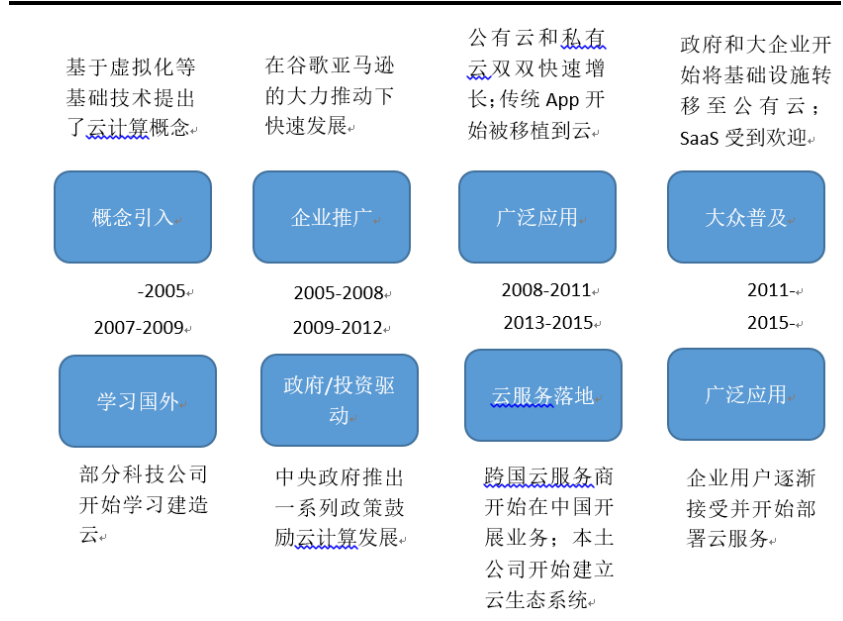 基于虚拟化等
基础技术提出
了云计算概念
在谷歌亚马逊
的大力推动下
快速发展
公有云和私有
云双双快速增
长;传统 App 开
始被移植到云
政府和大企业开
始将基础设施转
移至公有云；
SaaS 受到欢迎
概念引入
企业推广
广泛应用
大众普及
-2005
2005-2008
2008-2011
2011-
2007-2009
2009-2012
2013-2015
2015-
学习国外
政府/投资驱
动
云服务落地
广泛应用
部分科技公司
开始学习建造
云
中央政府推出
一系列政策鼓
励云计算发展
跨国云服务商
开始在中国开
展业务；本土
公司开始建立
云生态系统
企业用户逐渐
接受并开始部
署云服务